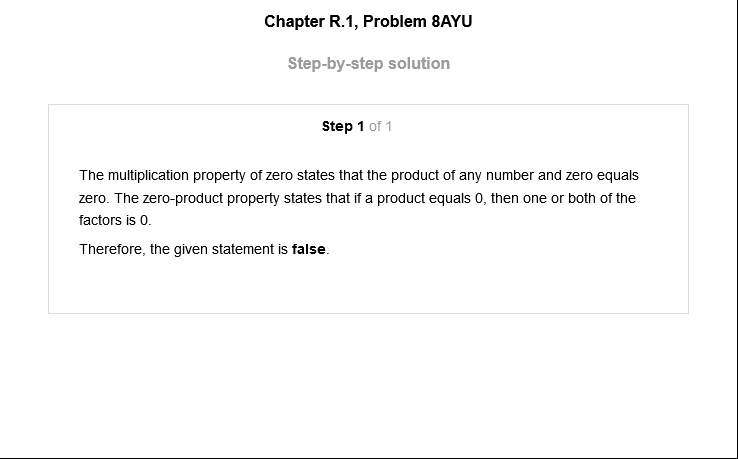 Chapter R.1, Problem 8AYU
Step-by-step solution
Step 1 of 1
The multiplication property of zero states that the product of any number and zero equals
zero. The zero-product property states that if a product equals 0, then one or both of the
factors is 0.
Therefore, the given statement is false.